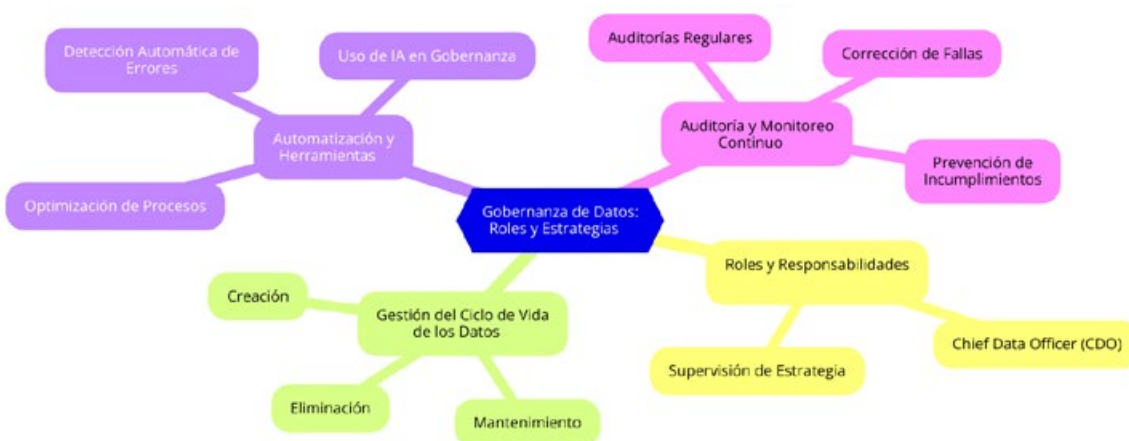 Detección Automática de
Errores
Uso de IA en Gobernanza
Automatización y
Herramientas
Optimización de Procesos
Auditorías Regulares
Corrección de Fallas
Auditoría y Monitoreo
Continuo
Prevención de
Incumplimientos
Gobernanza de Datos:
Roles y Estrategias
Roles y Responsabilidades
Chief Data Officer (CDO)
Supervisión de Estrategia
Creación
Gestión del Ciclo de Vida
de los Datos
Eliminación
Mantenimiento